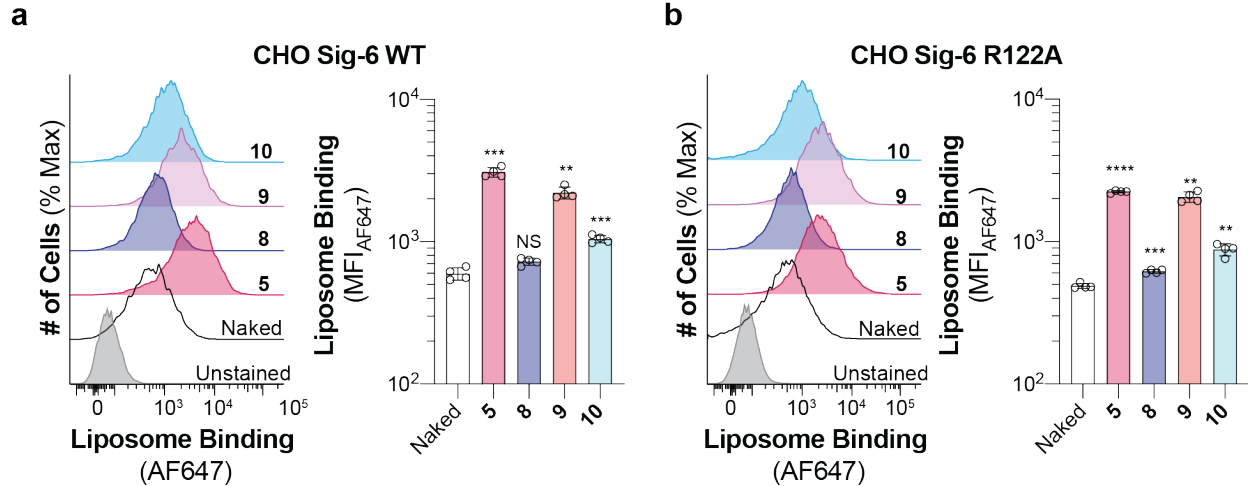 a
CHO Sig-6 WT
# of Cells (% Max)
10
9
8
5
Naked
Unstained
0
10³
10⁴
10⁵
Liposome Binding
(AF647)
Liposome Binding
(MFI_AF647)
10⁴
10³
10²
***
NS
**
***
Naked
5
8
9
10
b
CHO Sig-6 R122A
# of Cells (% Max)
10
9
8
5
Naked
Unstained
0
10³
10⁴
10⁵
Liposome Binding
(AF647)
Liposome Binding
(MFI_AF647)
10⁴
10³
10²
****
***
**
**
Naked
5
8
9
10